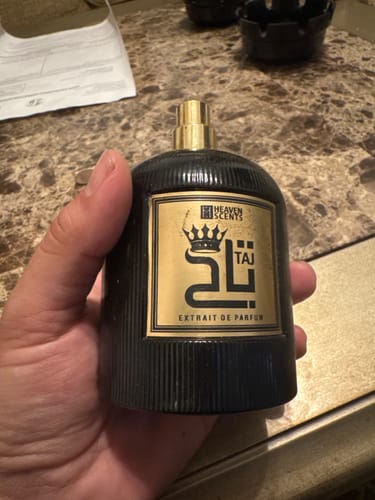 HEAVEN
SCENTS
تاج
TAJ
EXTRAIT DE PARFUM